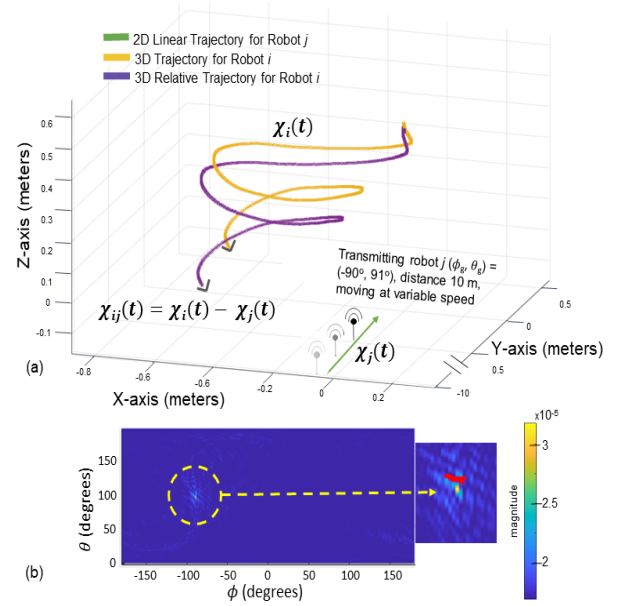 (a)
2D Linear Trajectory for Robot j
3D Trajectory for Robot i
3D Relative Trajectory for Robot i
χi(t)
Z-axis (meters)
0.6
0.5
0.4
0.3
0.2
0.1
0
-0.1
Transmitting robot j (ϕg, θg) =
(-90º, 91º), distance 10 m,
moving at variable speed
χij(t) = χi(t) − χj(t)
χj(t)
-0.8
-0.6
-0.6
-0.4
-0.2
0
0.2
X-axis (meters)
-10
0.5
0
0.5
Y-axis (meters)
(b)
θ (degrees)
150
100
50
0
-150
-100
-50
0
50
100
150
ϕ (degrees)
x10-5
3
2.5
2
magnitude